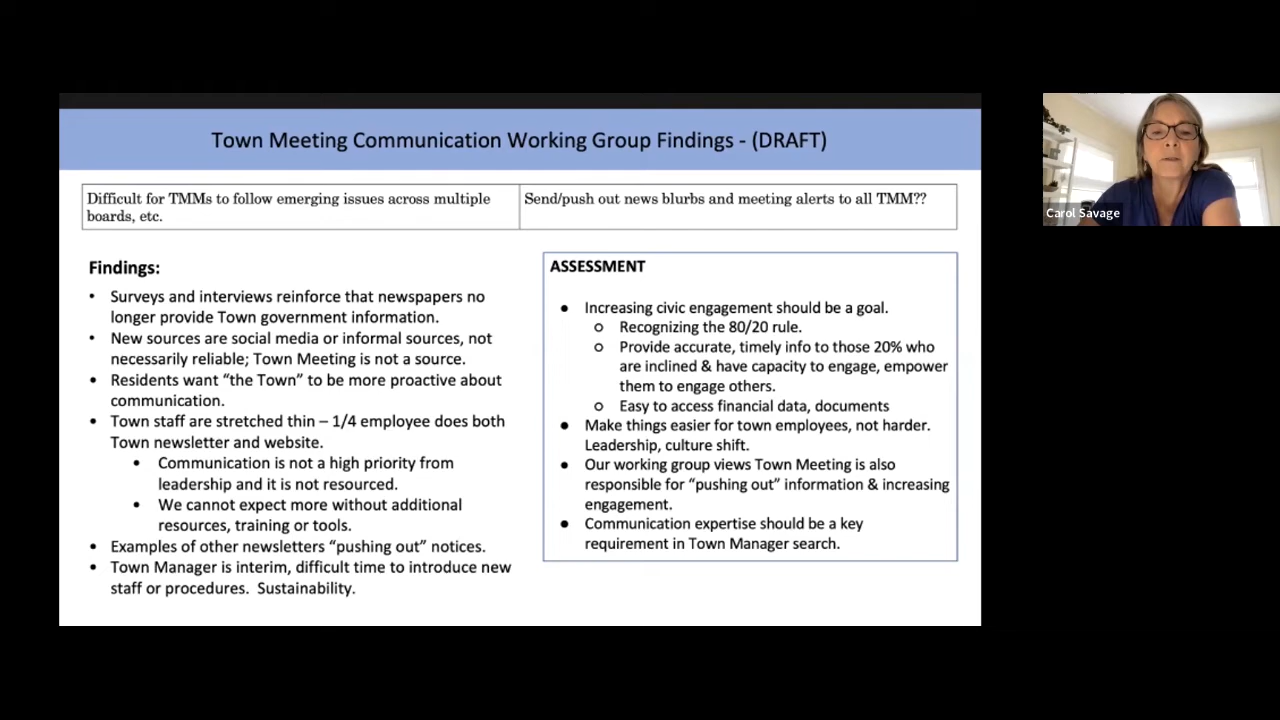 Town Meeting Communication Working Group Findings - (DRAFT)
Difficult for TMMs to follow emerging issues across multiple
boards, etc.
Send/push out news blurbs and meeting alerts to all TMM??
Findings:
• Surveys and interviews reinforce that newspapers no
longer provide Town government information.
• New sources are social media or informal sources, not
necessarily reliable; Town Meeting is not a source.
• Residents want “the Town” to be more proactive about
communication.
• Town staff are stretched thin – 1/4 employee does both
Town newsletter and website.
• Communication is not a high priority from
leadership and it is not resourced.
• We cannot expect more without additional
resources, training or tools.
• Examples of other newsletters “pushing out” notices.
• Town Manager is interim, difficult time to introduce new
staff or procedures.  Sustainability.
ASSESSMENT
● Increasing civic engagement should be a goal.
○ Recognizing the 80/20 rule.
○ Provide accurate, timely info to those 20% who
are inclined & have capacity to engage, empower
them to engage others.
○ Easy to access financial data, documents
● Make things easier for town employees, not harder.
Leadership, culture shift.
● Our working group views Town Meeting is also
responsible for “pushing out” information & increasing
engagement.
● Communication expertise should be a key
requirement in Town Manager search.
Carol Savage